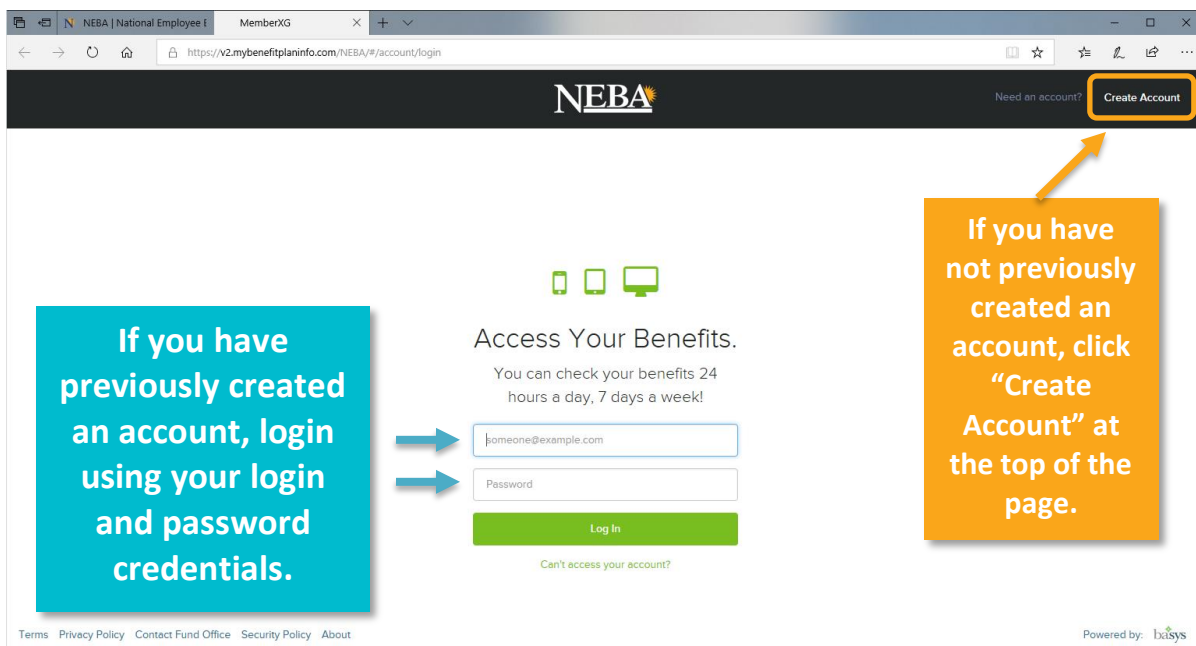 NEBA | National Employee E
MemberXG
https://v2.mybenefitplaninfo.com/NEBA/#/account/login
NEBA
Need an account?
Create Account
If you have
not previously
created an
account, click
“Create
Account” at
the top of the
page.
If you have
previously created
an account, login
using your login
and password
credentials.
Access Your Benefits.
You can check your benefits 24
hours a day, 7 days a week!
someone@example.com
Password
Log In
Can't access your account?
Terms Privacy Policy Contact Fund Office Security Policy About
Powered by: basys